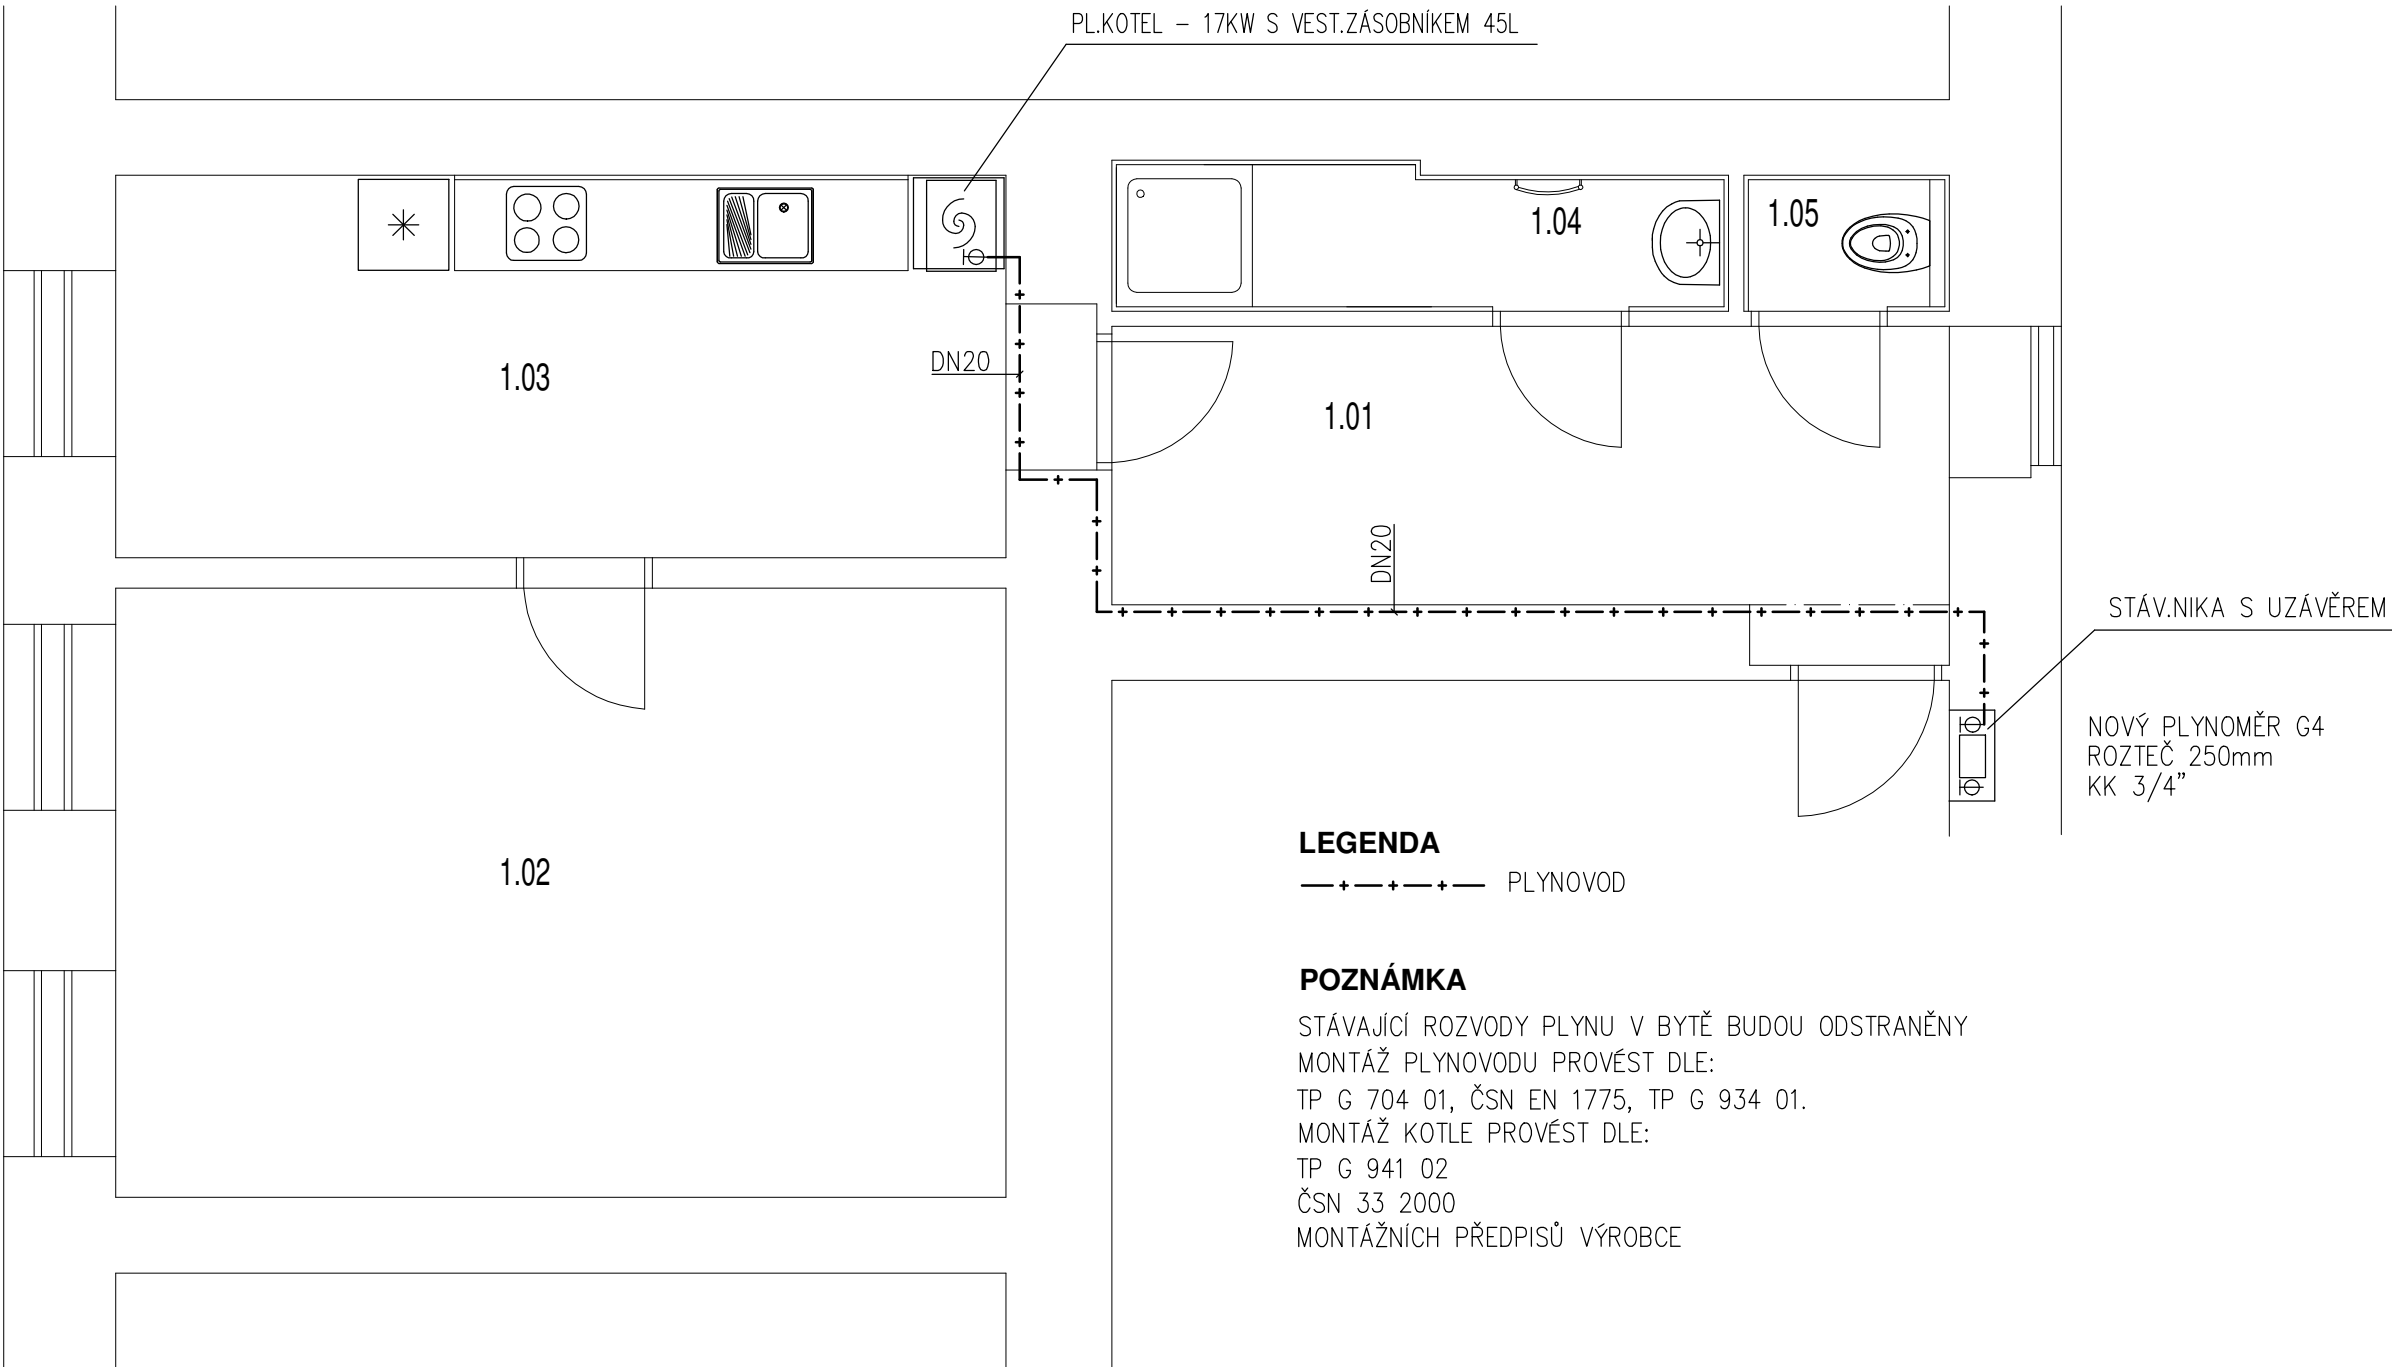 PL.KOTEL – 17KW S VEST.ZÁSOBNÍKEM 45L
1.04
1.05
DN20
1.03
1.01
DN20
STÁV.NIKA S UZÁVĚREM
NOVÝ PLYNOMĚR G4
ROZTEČ 250mm
KK 3/4”
1.02
LEGENDA
PLYNOVOD
POZNÁMKA
STÁVAJÍCÍ ROZVODY PLYNU V BYTĚ BUDOU ODSTRANĚNY
MONTÁŽ PLYNOVODU PROVÉST DLE:
TP G 704 01, ČSN EN 1775, TP G 934 01.
MONTÁŽ KOTLE PROVÉST DLE:
TP G 941 02
ČSN 33 2000
MONTÁŽNÍCH PŘEDPISŮ VÝROBCE